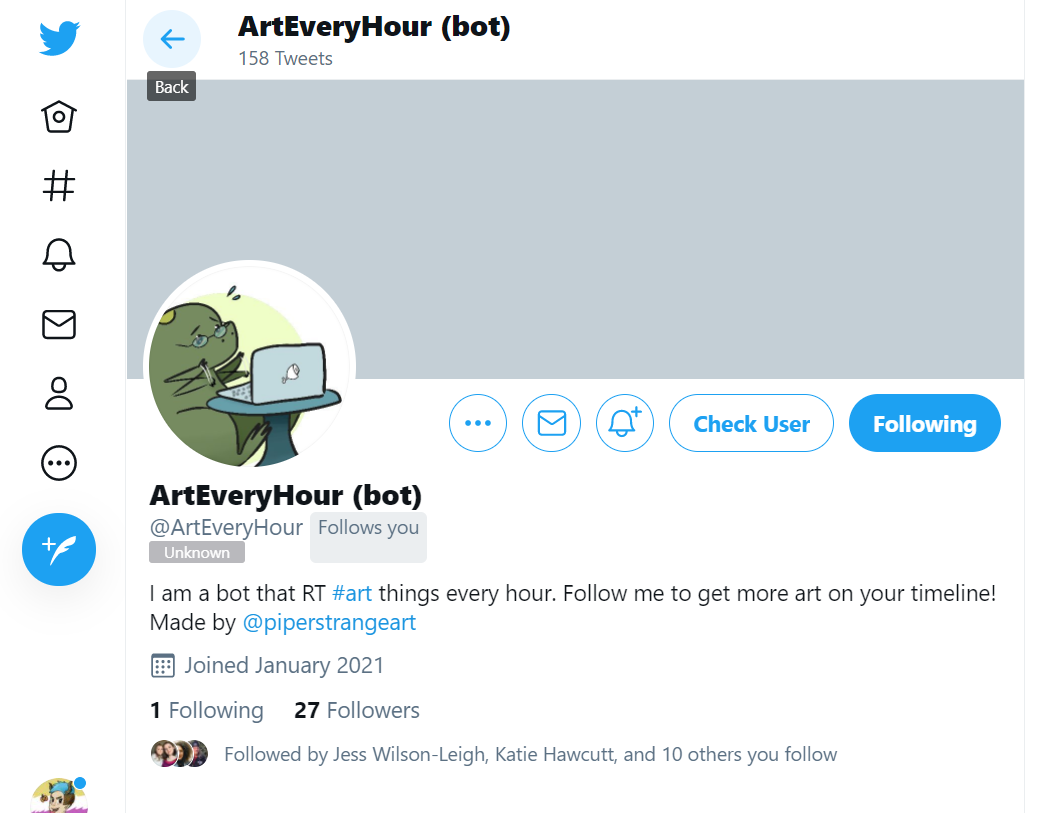 ArtEveryHour (bot)
158 Tweets
Back
Check User
Following
ArtEveryHour (bot)
@ArtEveryHour Follows you
Unknown
I am a bot that RT #art things every hour. Follow me to get more art on your timeline!
Made by @piperstrangeart
Joined January 2021
1 Following 27 Followers
Followed by Jess Wilson-Leigh, Katie Hawcutt, and 10 others you follow